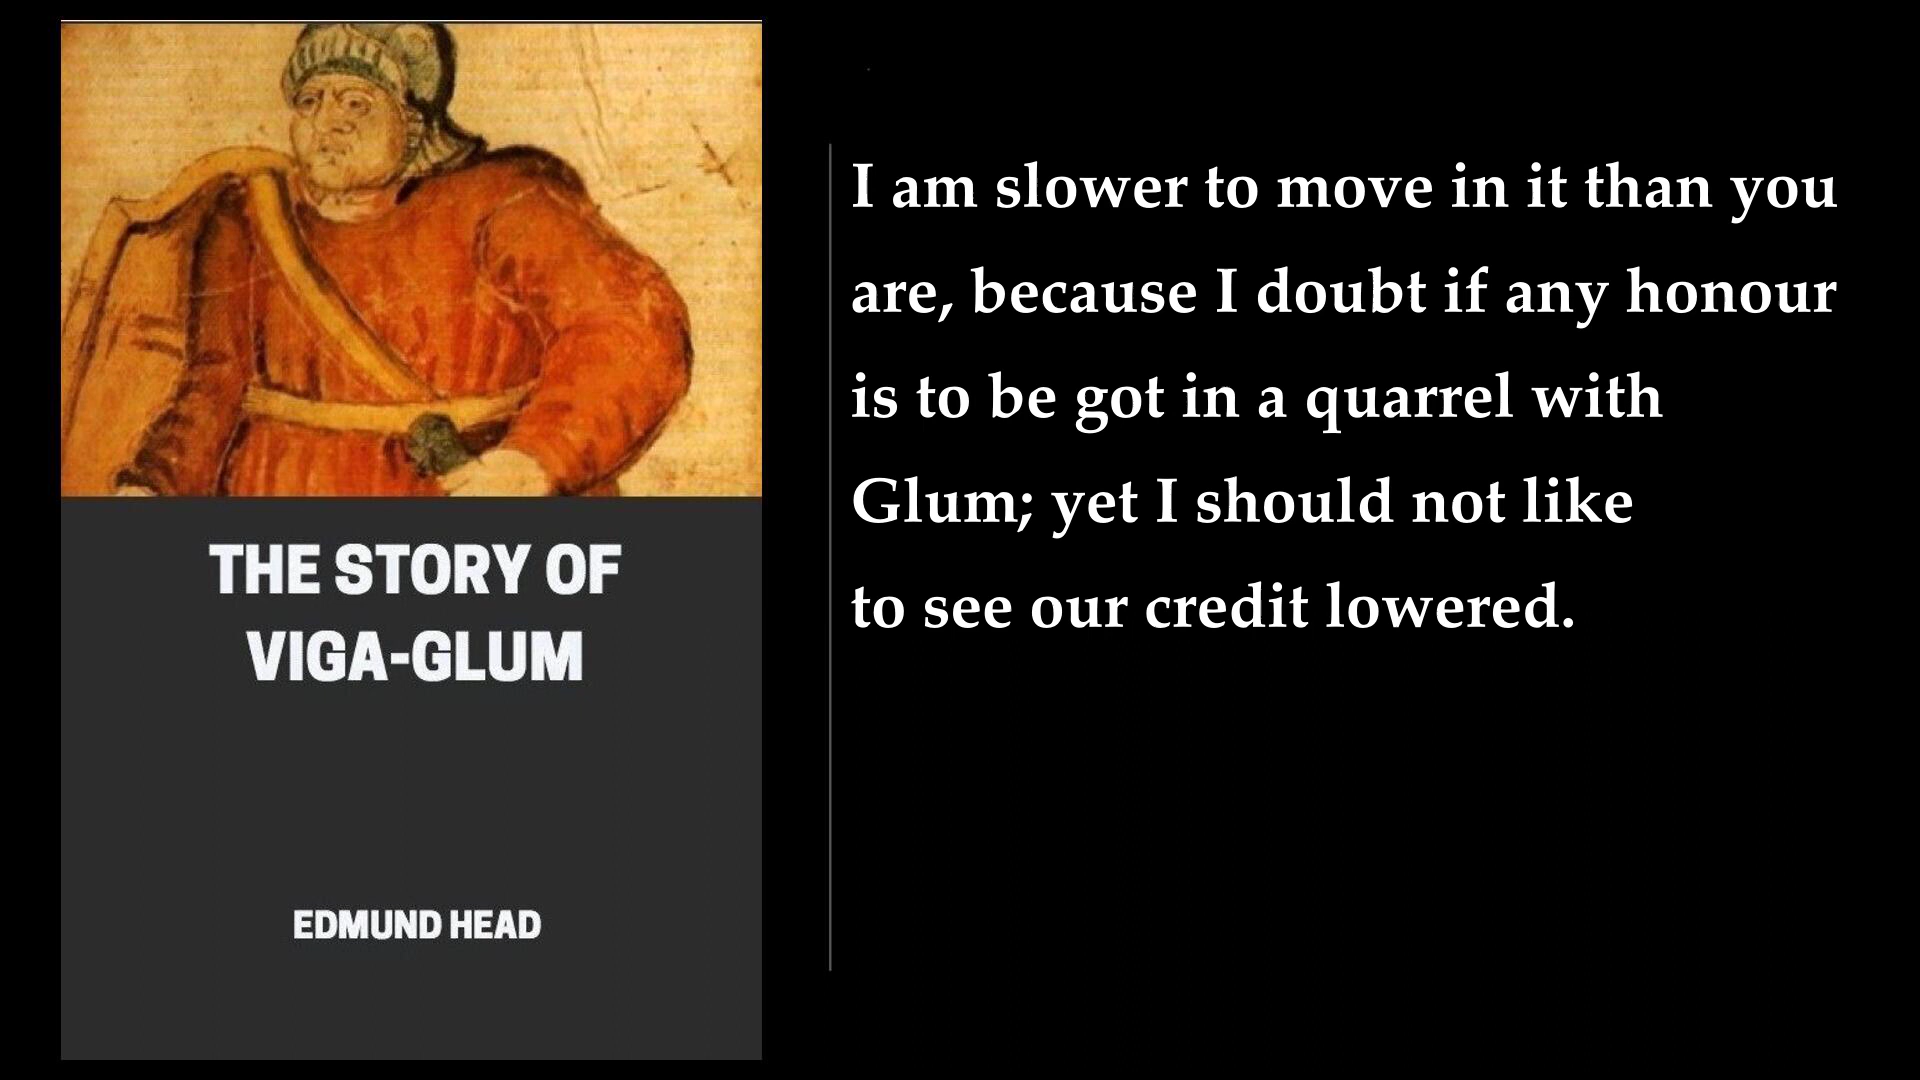 THE STORY OF
VIGA-GLUM
EDMUND HEAD
I am slower to move in it than you
are, because I doubt if any honour
is to be got in a quarrel with
Glum; yet I should not like
to see our credit lowered.